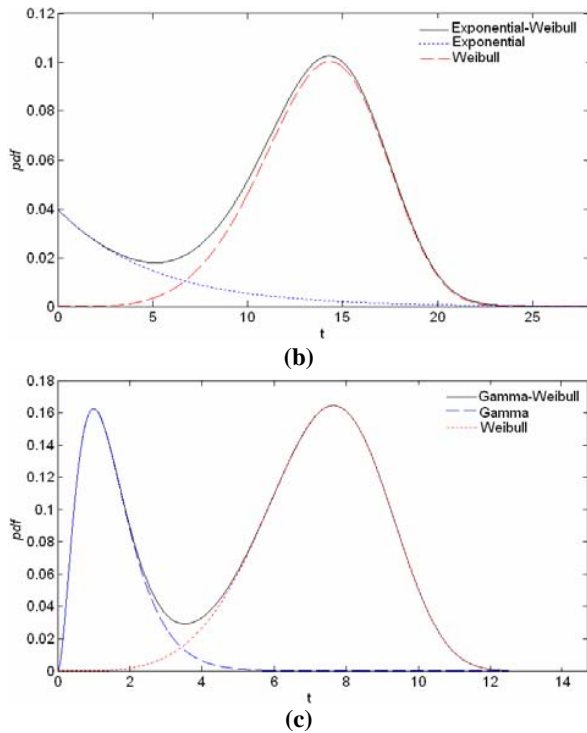 0.12
0.1
0.08
0.06
0.04
0.02
0
pdf
Exponential-Weibull
Exponential
Weibull
0 5 10 15 20 25
t
(b)
0.18
0.16
0.14
0.12
0.1
0.08
0.06
0.04
0.02
0
pdf
Gamma-Weibull
Gamma
Weibull
0 2 4 6 8 10 12 14
t
(c)